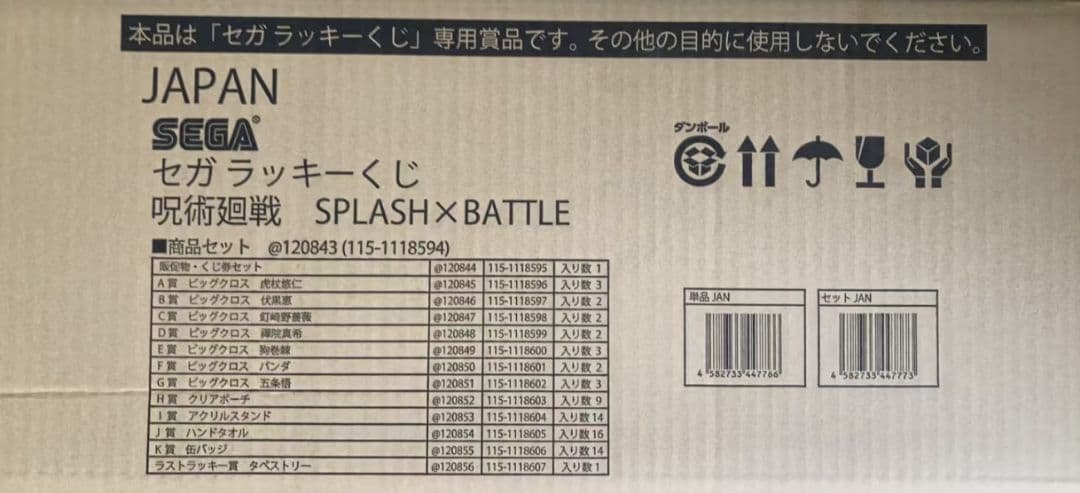 本品は「セガ ラッキーくじ」専用賞品です。その他の目的に使用しないでください。
JAPAN
SEGA®
セガ ラッキーくじ
呪術廻戦 SPLASH×BATTLE
■商品セット @120843 (115-1118594)
販促物・くじ券セット @120844 115-1118595 入り数 1
A賞 ビッグクロス 虎杖悠仁 @120845 115-1118596 入り数 3
B賞 ビッグクロス 伏黒恵 @120846 115-1118597 入り数 2
C賞 ビッグクロス 釘崎野薔薇 @120847 115-1118598 入り数 2
D賞 ビッグクロス 禪院真希 @120848 115-1118599 入り数 2
E賞 ビッグクロス 狗巻棘 @120849 115-1118600 入り数 3
F賞 ビッグクロス パンダ @120850 115-1118601 入り数 2
G賞 ビッグクロス 五条悟 @120851 115-1118602 入り数 3
H賞 クリアポーチ @120852 115-1118603 入り数 9
I賞 アクリルスタンド @120853 115-1118604 入り数 14
J賞 ハンドタオル @120854 115-1118605 入り数 16
K賞 缶バッジ @120855 115-1118606 入り数 14
ラストラッキー賞 タペストリー @120856 115-1118607 入り数 1
ダンボール
単品 JAN
4 582733 447766
セット JAN
4 582733 447773